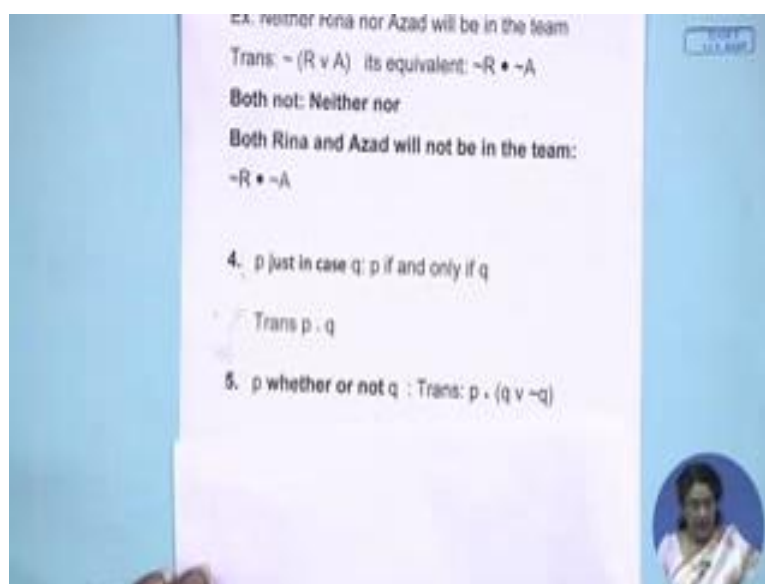 Ex. Neither Rina nor Azad will be in the team
Trans: ~ (R v A) its equivalent: ~R • ~A
Both not: Neither nor
Both Rina and Azad will not be in the team:
~R • ~A
4. p just in case q: p if and only if q
Trans p . q
5. p whether or not q : Trans: p . (q v ~q)